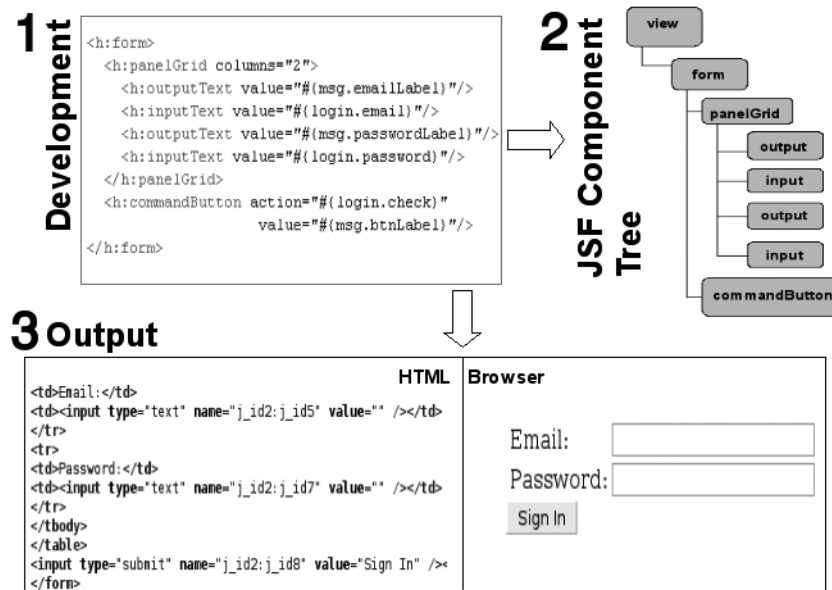 1
Development
<h:form>
<h:panelGrid columns="2">
<h:outputText value="#{msg.emailLabel}"/>
<h:inputText value="#{login.email}"/>
<h:outputText value="#{msg.passwordLabel}"/>
<h:inputText value="#{login.password}"/>
</h:panelGrid>
<h:commandButton action="#{login.check}"
value="#{msg.btnLabel}"/>
</h:form>
2
JSF Component
Tree
view
form
panelGrid
output
input
output
input
commandButton
3 Output
HTML
<td>Email:</td>
<td><input type="text" name="j_id2:j_id5" value="" /></td>
</tr>
<tr>
<td>Password:</td>
<td><input type="text" name="j_id2:j_id7" value="" /></td>
</tr>
</tbody>
</table>
<input type="submit" name="j_id2:j_id8" value="Sign In" /><
</form>
Browser
Email:
Password:
Sign In